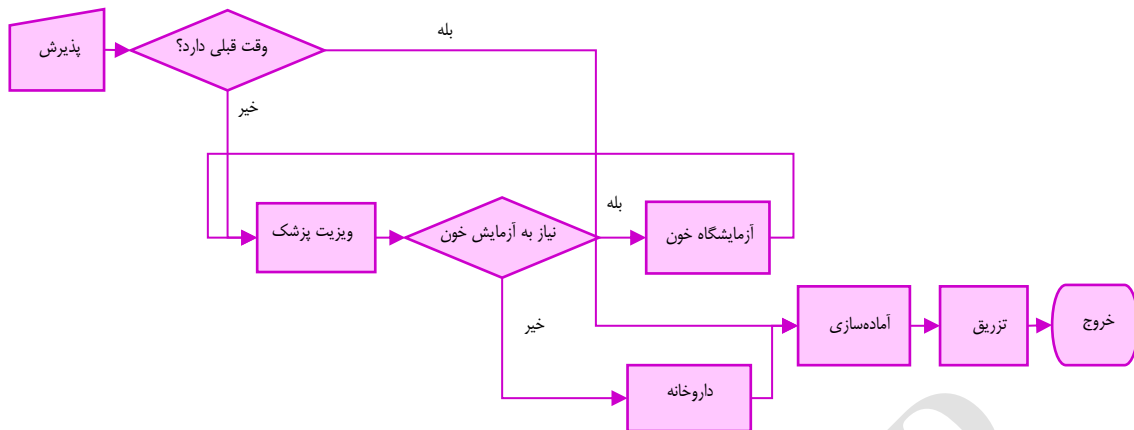 پذیرش
وقت قبلی دارد؟
بله
خیر
ویزیت پزشک
نیاز به آزمایش خون
بله
آزمایشگاه خون
خیر
آماده‌سازی
تزریق
خروج
داروخانه